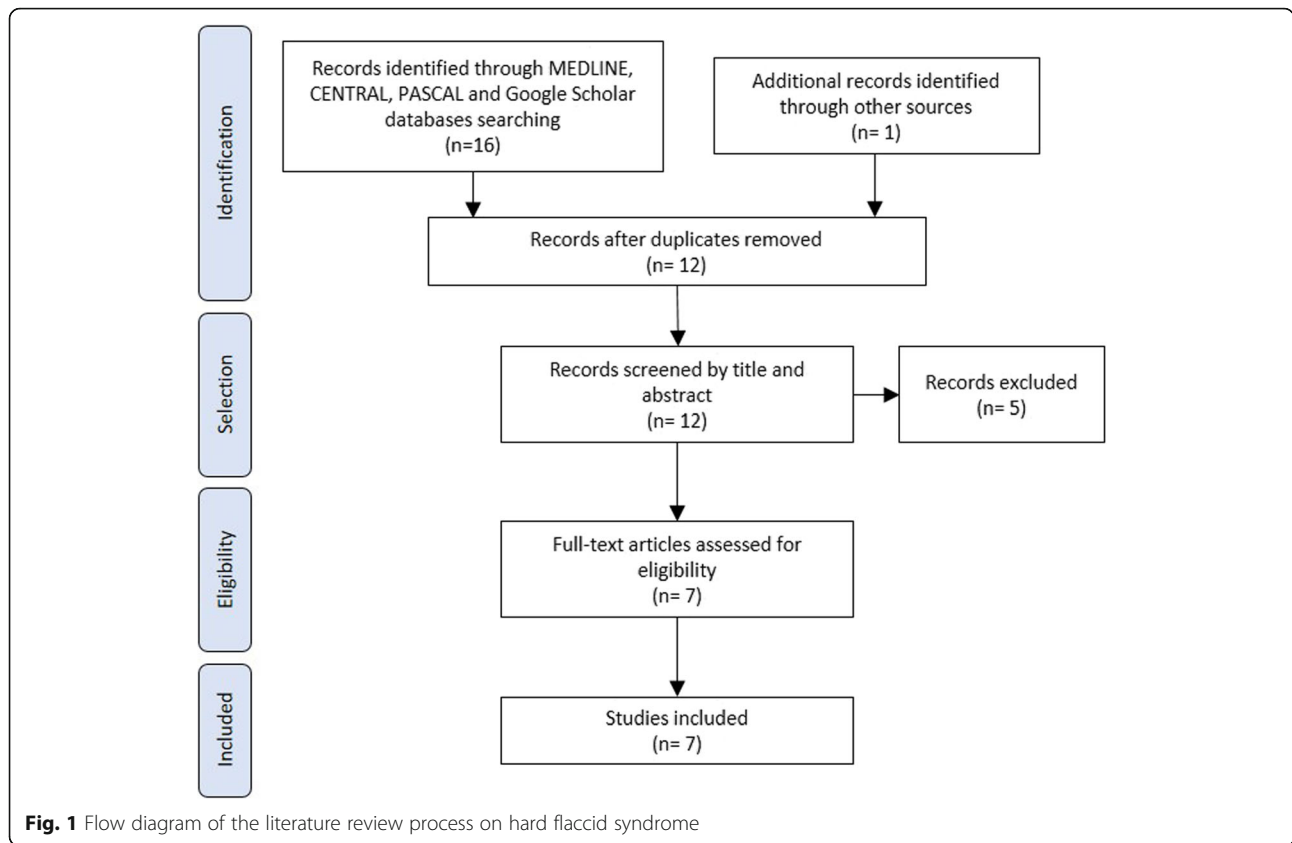 Identification
Records identified through MEDLINE,
CENTRAL, PASCAL and Google Scholar
databases searching
(n=16)
Additional records identified
through other sources
(n= 1)
Records after duplicates removed
(n= 12)
Selection
Records screened by title and
abstract
(n= 12)
Records excluded
(n= 5)
Eligibility
Full-text articles assessed for
eligibility
(n= 7)
Included
Studies included
(n= 7)
Fig. 1 Flow diagram of the literature review process on hard flaccid syndrome